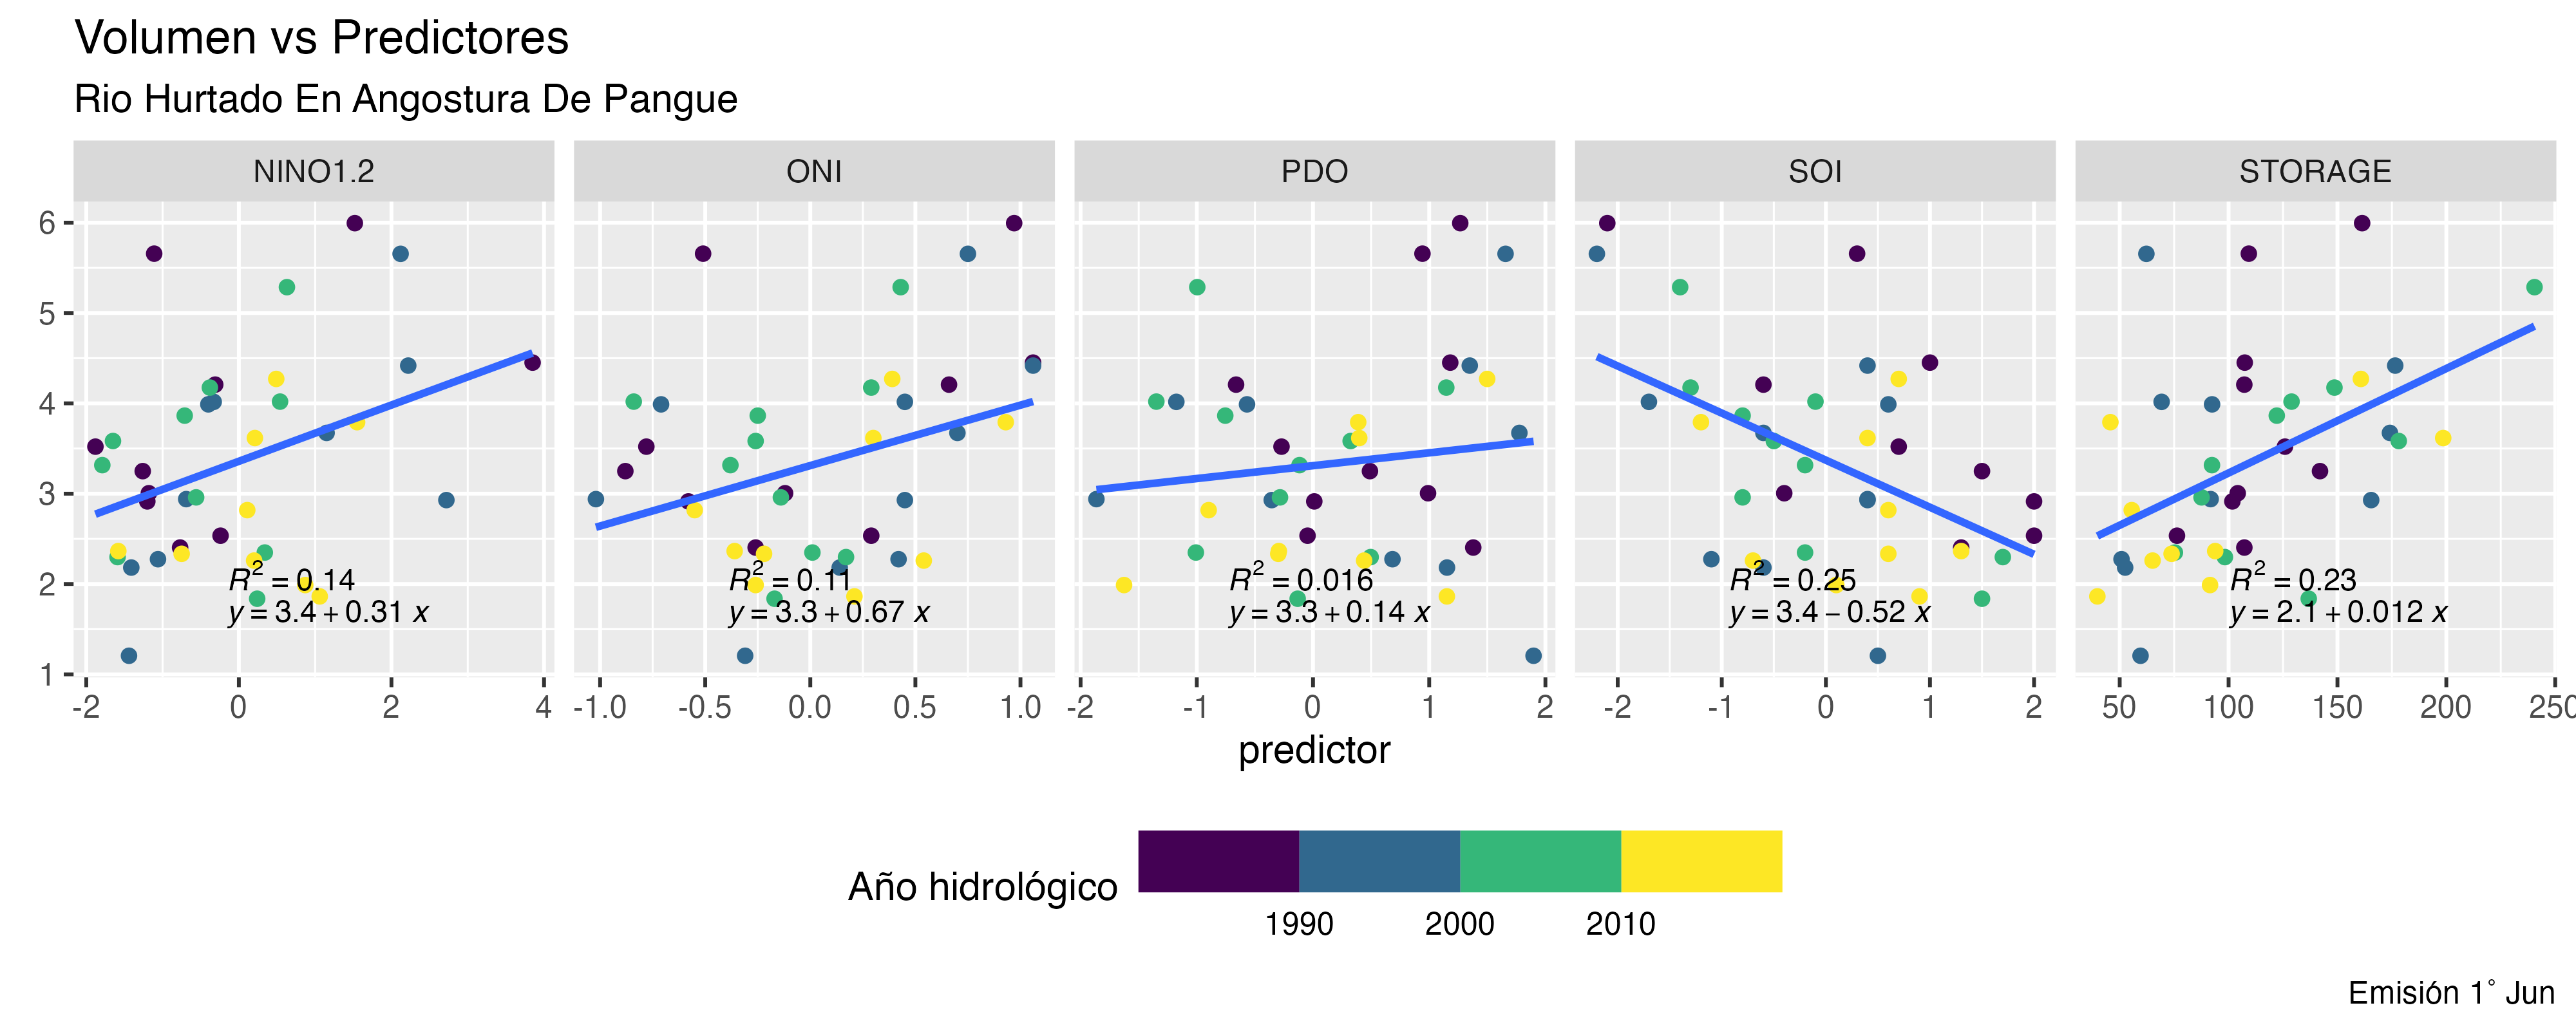 Volumen vs Predictores
Rio Hurtado En Angostura De Pangue
NINO1.2 ONI PDO SOI STORAGE
6
5
4
3
2
1
R² = 0.14 R² = 0.11 R² = 0.016 R² = 0.25 R² = 0.23
y = 3.4 + 0.31 x y = 3.3 + 0.67 x y = 3.3 + 0.14 x y = 3.4 − 0.52 x y = 2.1 + 0.012 x
-2 0 2 4 -1.0 -0.5 0.0 0.5 1.0 -2 -1 0 1 2 -2 -1 0 1 2 50 100 150 200 250
predictor
Año hidrológico
1990 2000 2010
Emisión 1° Jun